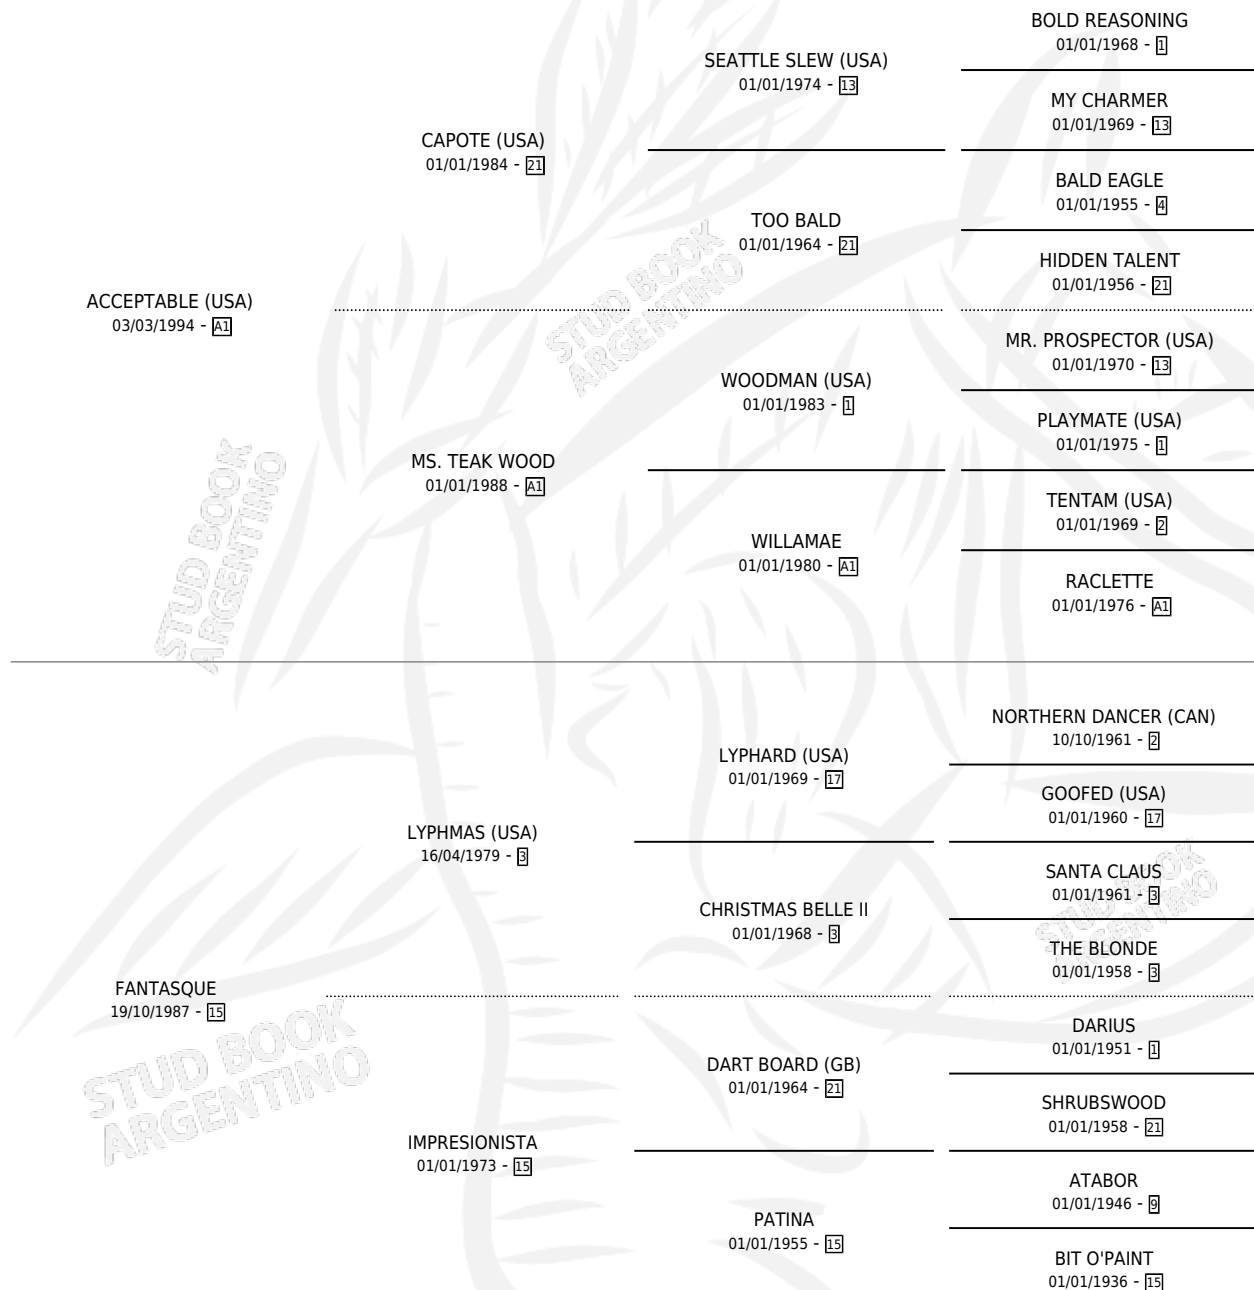 BOLD REASONING
01/01/1968 - 1
SEATTLE SLEW (USA)
01/01/1974 - 13
MY CHARMER
01/01/1969 - 13
CAPOTE (USA)
01/01/1984 - 21
BALD EAGLE
01/01/1955 - 4
TOO BALD
01/01/1964 - 21
HIDDEN TALENT
01/01/1956 - 21
ACCEPTABLE (USA)
03/03/1994 - A1
STUD BOOK
ARGENTINO
MR. PROSPECTOR (USA)
01/01/1970 - 13
WOODMAN (USA)
01/01/1983 - 1
PLAYMATE (USA)
01/01/1975 - 1
MS. TEAK WOOD
01/01/1988 - A1
TENTAM (USA)
01/01/1969 - 2
WILLAMAE
01/01/1980 - A1
RACLETTE
01/01/1976 - A1
STUD BOOK
ARGENTINO
NORTHERN DANCER (CAN)
10/10/1961 - 2
LYPHARD (USA)
01/01/1969 - 17
GOOFED (USA)
01/01/1960 - 17
LYPHMAS (USA)
16/04/1979 - 3
SANTA CLAUS
01/01/1961 - 3
CHRISTMAS BELLE II
01/01/1968 - 3
THE BLONDE
01/01/1958 - 3
STUD BOOK
ARGENTINO
FANTASQUE
19/10/1987 - 15
DARIUS
01/01/1951 - 1
DART BOARD (GB)
01/01/1964 - 21
SHRUBSWOOD
01/01/1958 - 21
STUD BOOK
ARGENTINO
IMPRESIONISTA
01/01/1973 - 15
ATABOR
01/01/1946 - 9
PATINA
01/01/1955 - 15
BIT O'PAINT
01/01/1936 - 15